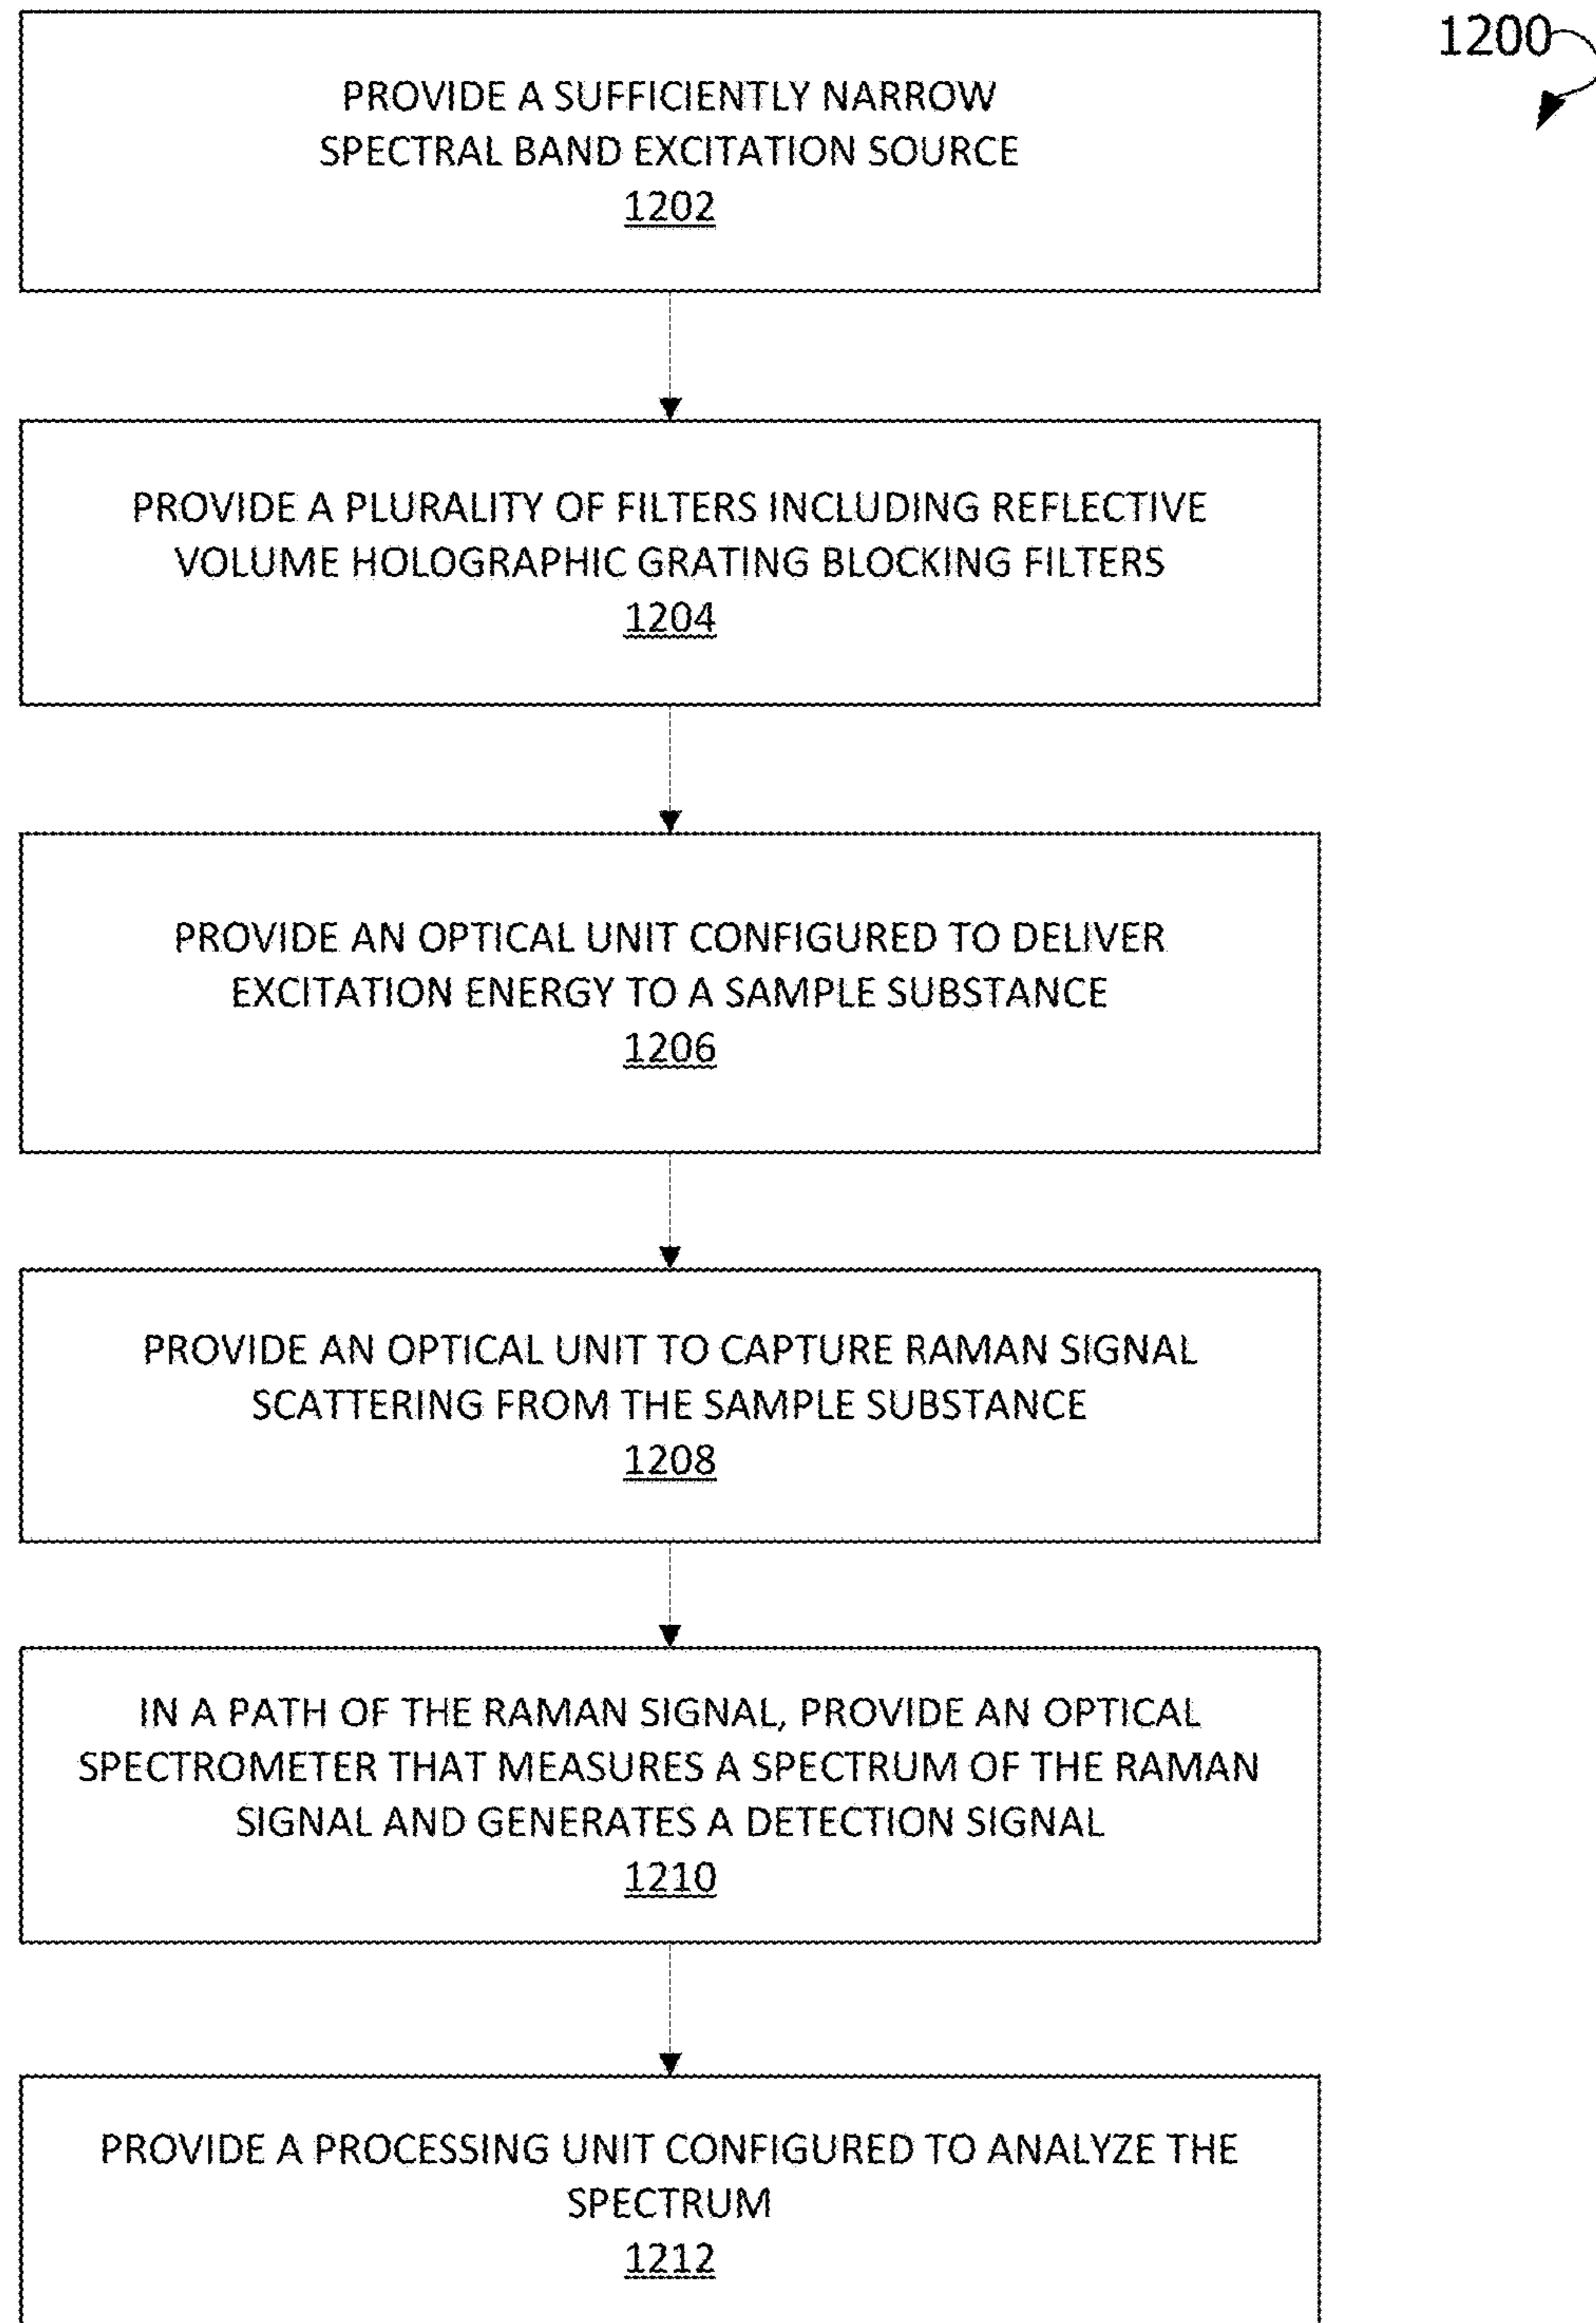 1200
PROVIDE A SUFFICIENTLY NARROW
SPECTRAL BAND EXCITATION SOURCE
1202
PROVIDE A PLURALITY OF FILTERS INCLUDING REFLECTIVE
VOLUME HOLOGRAPHIC GRATING BLOCKING FILTERS
1204
PROVIDE AN OPTICAL UNIT CONFIGURED TO DELIVER
EXCITATION ENERGY TO A SAMPLE SUBSTANCE
1206
PROVIDE AN OPTICAL UNIT TO CAPTURE RAMAN SIGNAL
SCATTERING FROM THE SAMPLE SUBSTANCE
1208
IN A PATH OF THE RAMAN SIGNAL, PROVIDE AN OPTICAL
SPECTROMETER THAT MEASURES A SPECTRUM OF THE RAMAN
SIGNAL AND GENERATES A DETECTION SIGNAL
1210
PROVIDE A PROCESSING UNIT CONFIGURED TO ANALYZE THE
SPECTRUM
1212